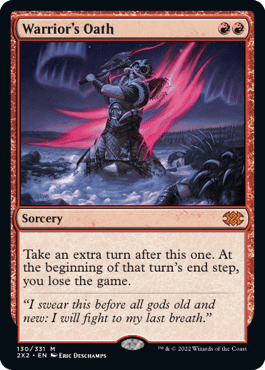 Warrior's Oath
Sorcery
Take an extra turn after this one. At
the beginning of that turn's end step,
you lose the game.
"I swear this before all gods old and
new: I will fight to my last breath."
130/331 M
2X2 • EN ERIC DESCHAMPS
™ & © 2022 Wizards of the Coast